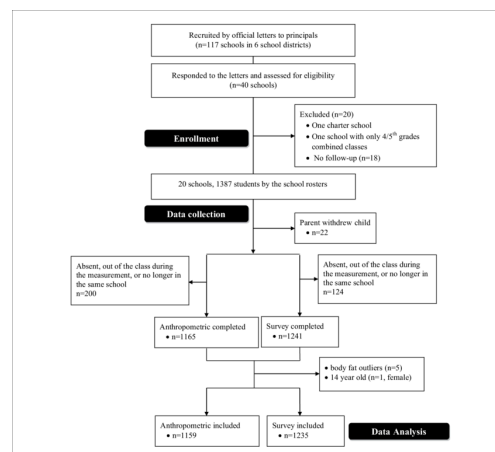 Recruited by official letters to principals
(n=117 schools in 6 school districts)
Responded to the letters and assessed for eligibility
(n=40 schools)
Excluded (n=20)
• One charter school
• One school with only 4/5th grades
combined classes
• No follow-up (n=18)
Enrollment
20 schools, 1387 students by the school rosters
Data collection
Parent withdrew child
• n=22
Absent, out of the class during
the measurement, or no longer in
the same school
n=200
Absent, out of the class during
the measurement, or no longer in
the same school
n=124
Anthropometric completed
• n=1165
Survey completed
• n=1241
• body fat outliers (n=5)
• 14 year old (n=1, female)
Anthropometric included
• n=1159
Survey included
• n=1235
Data Analysis